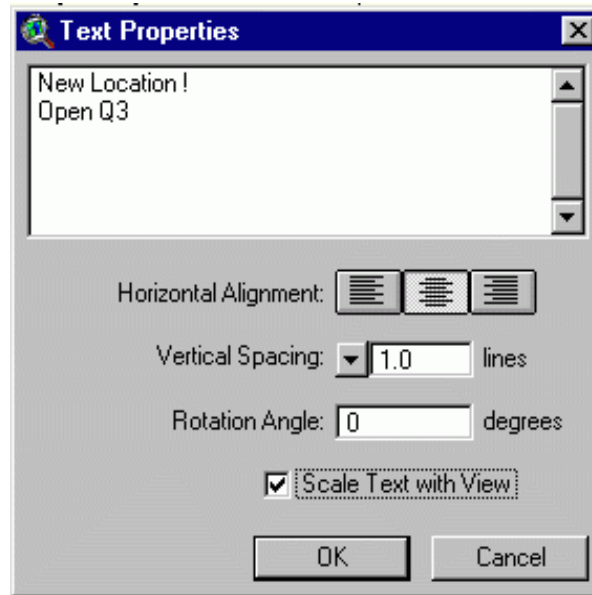 Text Properties
New Location !
Open Q3
Horizontal Alignment:
Vertical Spacing: 1.0 lines
Rotation Angle: 0 degrees
Scale Text with View
OK Cancel